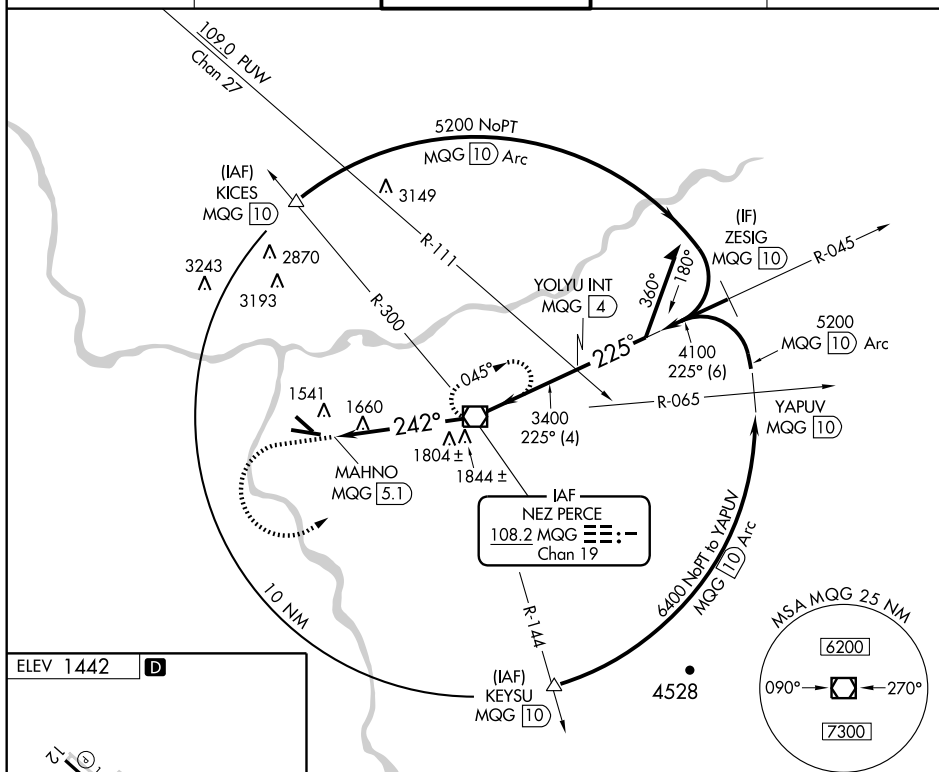 109.0 PUW
Chan 27
5200 NoPT
MQG 10 Arc
(IAF)
KICES
MQG 10
3149
R-111
(IF)
ZESIG
MQG 10
R-045
3243
2870
3193
R-300
YOLYU INT
MQG 4
360°
180°
225°
4100
225° (6)
5200
MQG 10 Arc
045°
3400
225° (4)
R-065
YAPUV
MQG 10
1541
1660
242°
1804 ±
1844 ±
MAHNO
MQG 5.1
IAF
NEZ PERCE
108.2 MQG
Chan 19
6400 NoPT to YAPUV
MQG 10 Arc
10 NM
R-144
(IAF)
KEYSU
MQG 10
4528
MSA MQG 25 NM
6200
090°
270°
7300
ELEV 1442
D
12
P